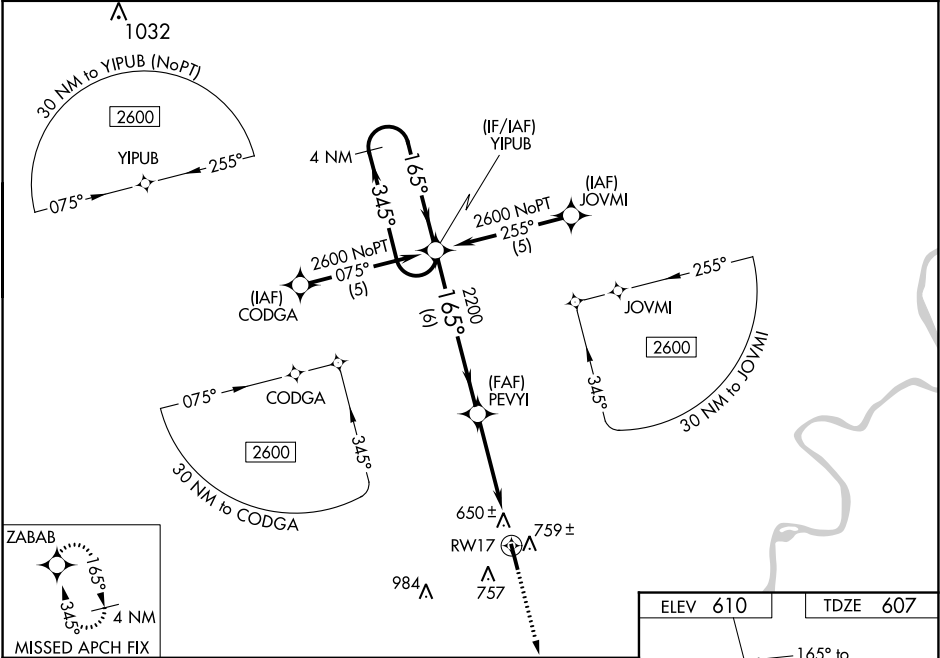 1032
30 NM to YIPUB (NoPT)
2600
YIPUB
075°
255°
4 NM
165°
345°
(IF/IAF)
YIPUB
(IAF)
JOVMI
2600 NoPT
255°
(5)
2600 NoPT
075°
(5)
(IAF)
CODGA
2200
165°
(6)
255°
JOVMI
2600
345°
30 NM to JOVMI
(FAF)
PEVYI
075°
CODGA
345°
2600
30 NM to CODGA
650±
759±
RW17
757
984
ZABAB
165°
345°
4 NM
MISSED APCH FIX
ELEV 610
TDZE 607
165° to